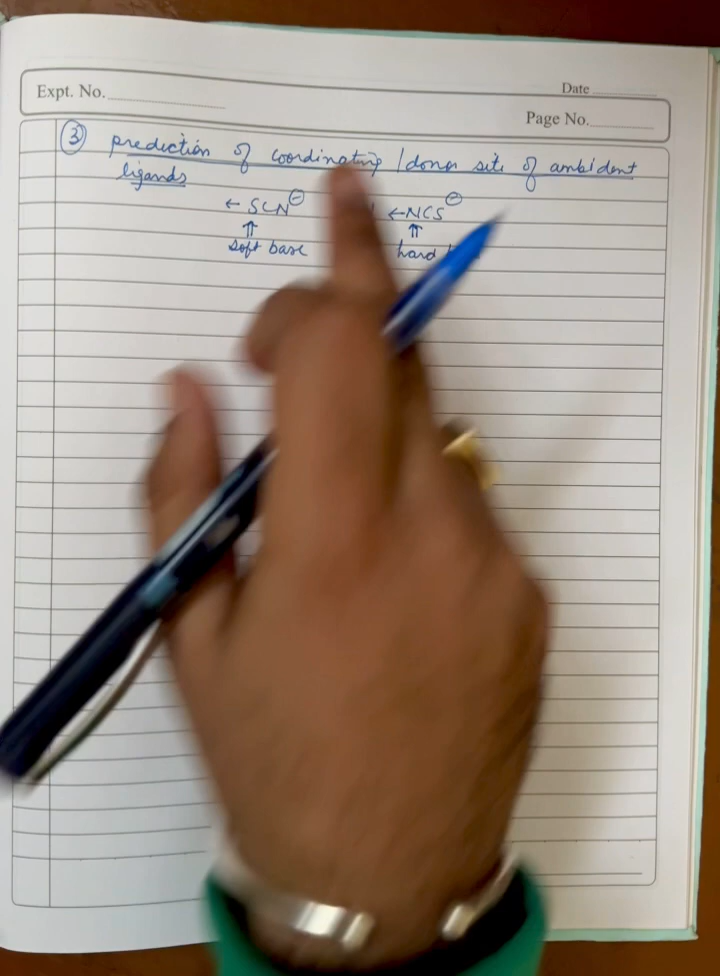 Expt. No.
Date
Page No.
③ prediction of coordinating / donor site of ambident
ligands
← SCN⊖ ← NCS⊖
⇑ ⇑
soft base hard